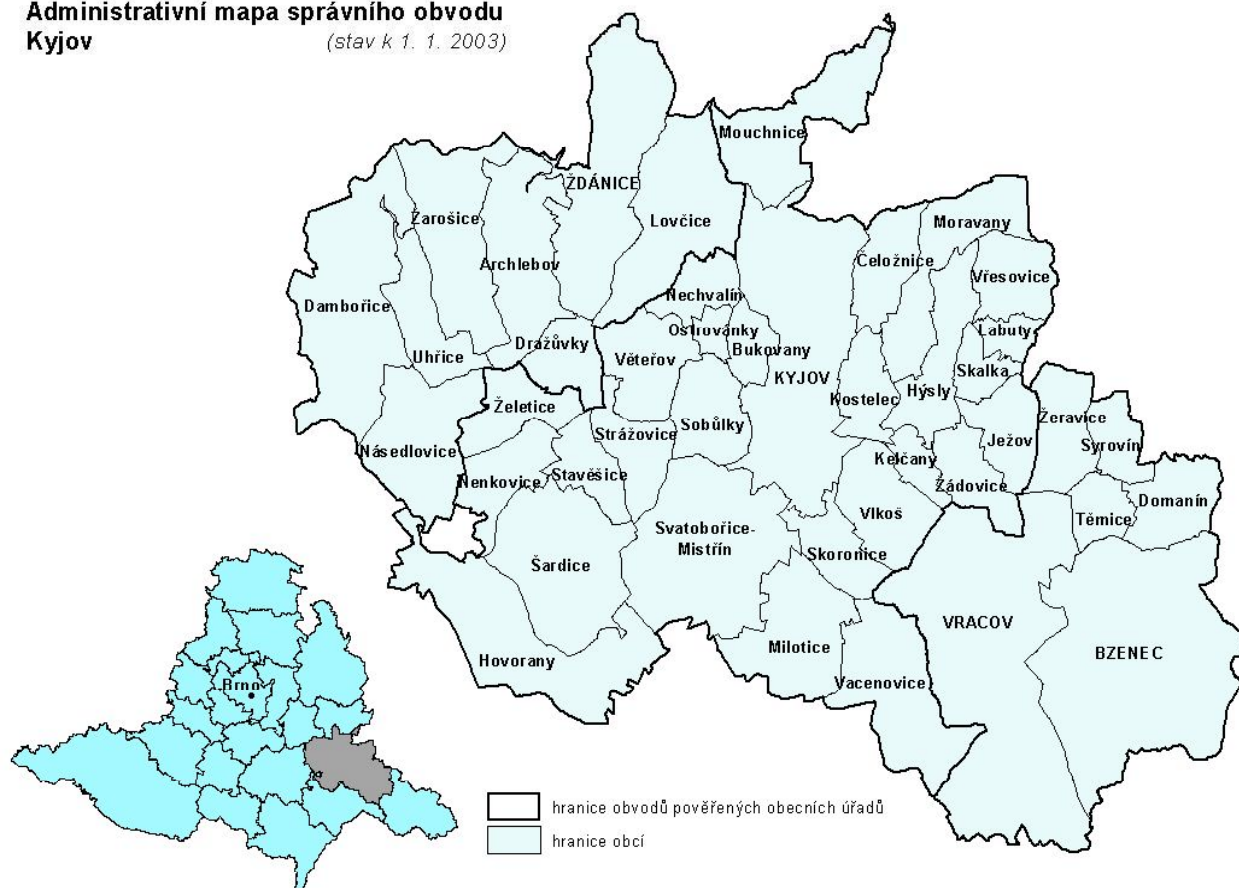 Administrativní mapa správního obvodu
Kyjov (stav k 1. 1. 2003)
Mouchnice
ŽDÁNICE
Žarošice
Lovčice
Moravany
Archlebov
Čeložnice
Vřesovice
Dambořice
Nechvalín
Ostrovánky
Labuty
Dražůvky
Bukovany
Uhřice
Věteřov
Skalka
KYJOV
Hýsly
Kostelec
Želetice
Žeravice
Sobůlky
Strážovice
Ježov
Syrovín
Násedlovice
Kelčany
Nenkovice
Stavěšice
Žádovice
Domanín
Vlkoš
Těmice
Svatobořice-
Mistřín
Skoronice
Šardice
VRACOV
Milotice
BZENEC
Hovorany
Vacenovice
Brno
hranice obvodů pověřených obecních úřadů
hranice obcí